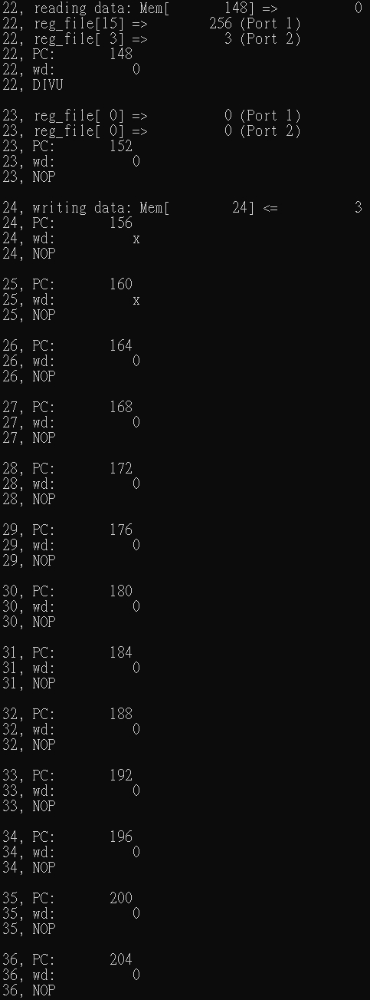 22, reading data: Mem[       148] =>          0
22, reg_file[15] =>        256 (Port 1)
22, reg_file[ 3] =>          3 (Port 2)
22, PC:       148
22, wd:          0
22, DIVU
23, reg_file[ 0] =>          0 (Port 1)
23, reg_file[ 0] =>          0 (Port 2)
23, PC:       152
23, wd:          0
23, NOP
24, writing data: Mem[        24] <=          3
24, PC:       156
24, wd:          x
24, NOP
25, PC:       160
25, wd:          x
25, NOP
26, PC:       164
26, wd:          0
26, NOP
27, PC:       168
27, wd:          0
27, NOP
28, PC:       172
28, wd:          0
28, NOP
29, PC:       176
29, wd:          0
29, NOP
30, PC:       180
30, wd:          0
30, NOP
31, PC:       184
31, wd:          0
31, NOP
32, PC:       188
32, wd:          0
32, NOP
33, PC:       192
33, wd:          0
33, NOP
34, PC:       196
34, wd:          0
34, NOP
35, PC:       200
35, wd:          0
35, NOP
36, PC:       204
36, wd:          0
36, NOP